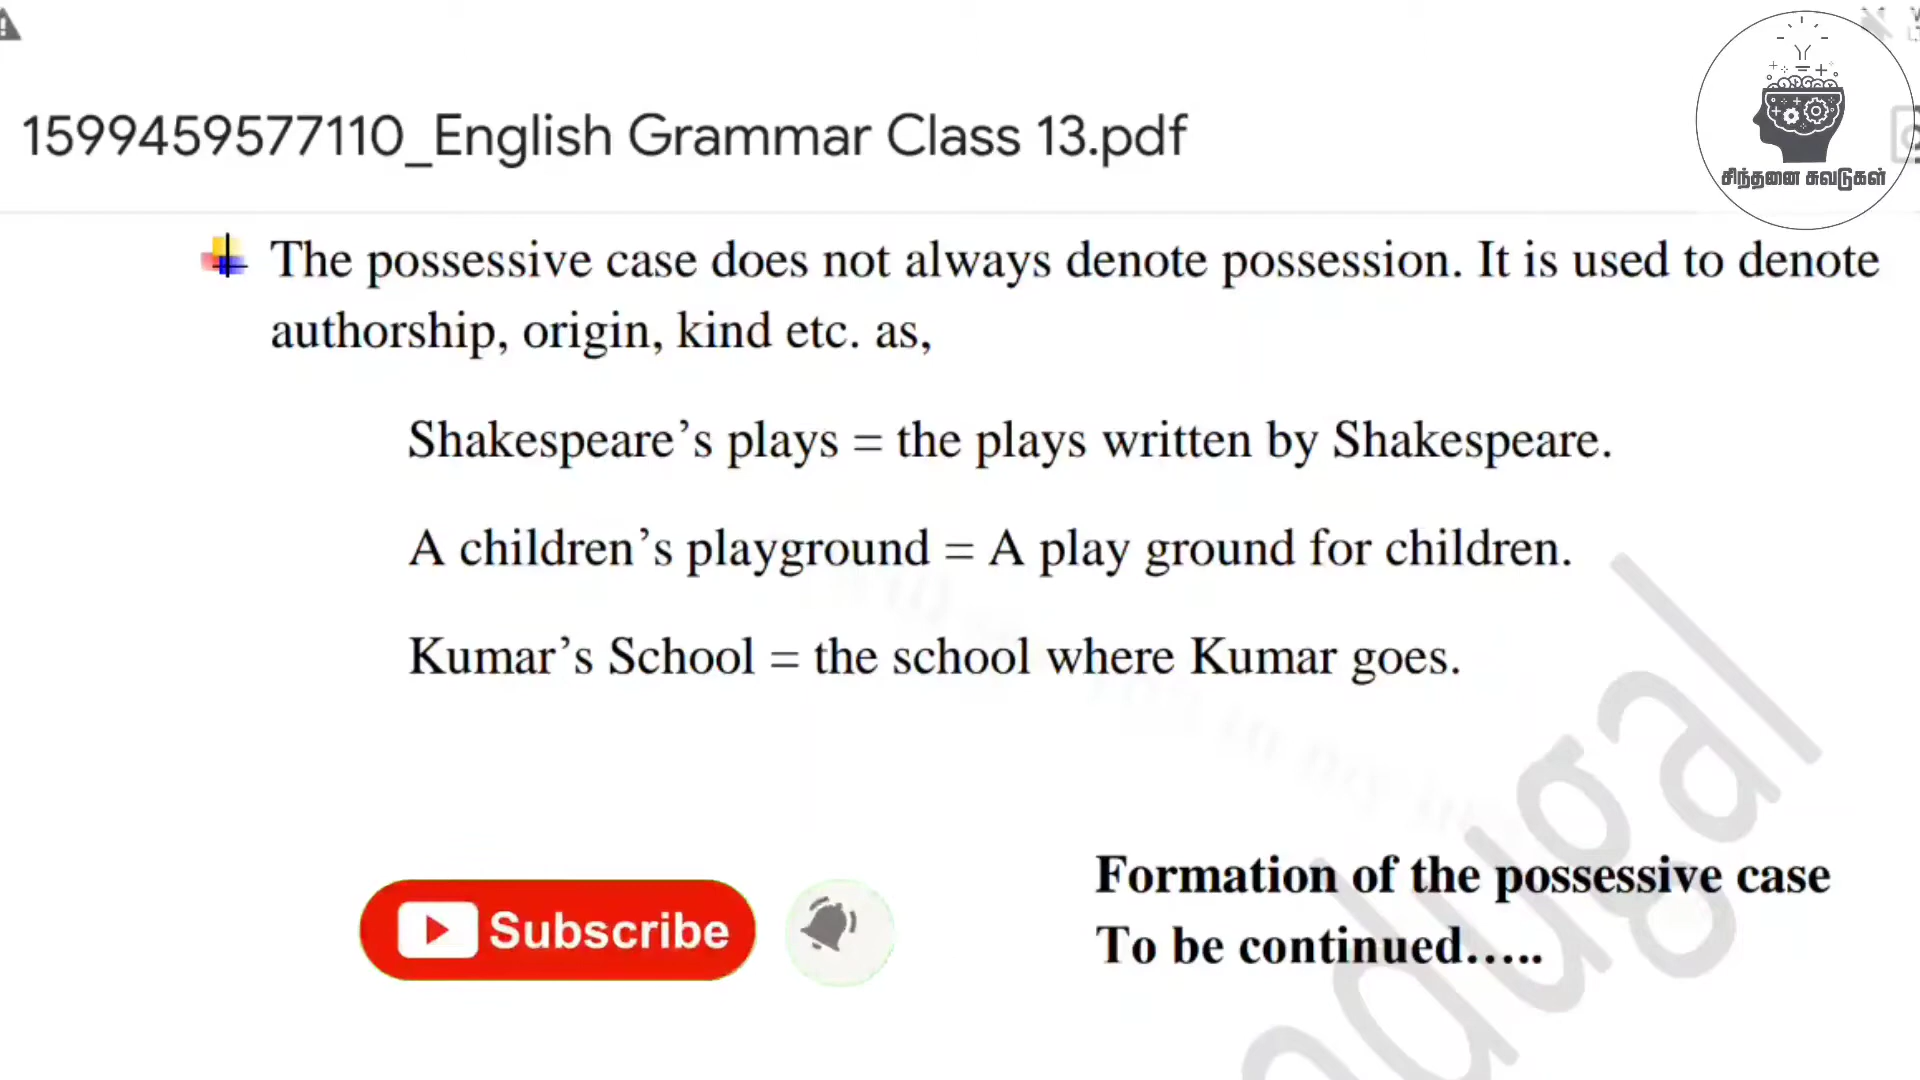 1599459577110_English Grammar Class 13.pdf
சிந்தனை சுவடுகள்
The possessive case does not always denote possession. It is used to denote
authorship, origin, kind etc. as,
Shakespeare’s plays = the plays written by Shakespeare.
A children’s playground = A play ground for children.
Kumar’s School = the school where Kumar goes.
Subscribe
Formation of the possessive case
To be continued…..